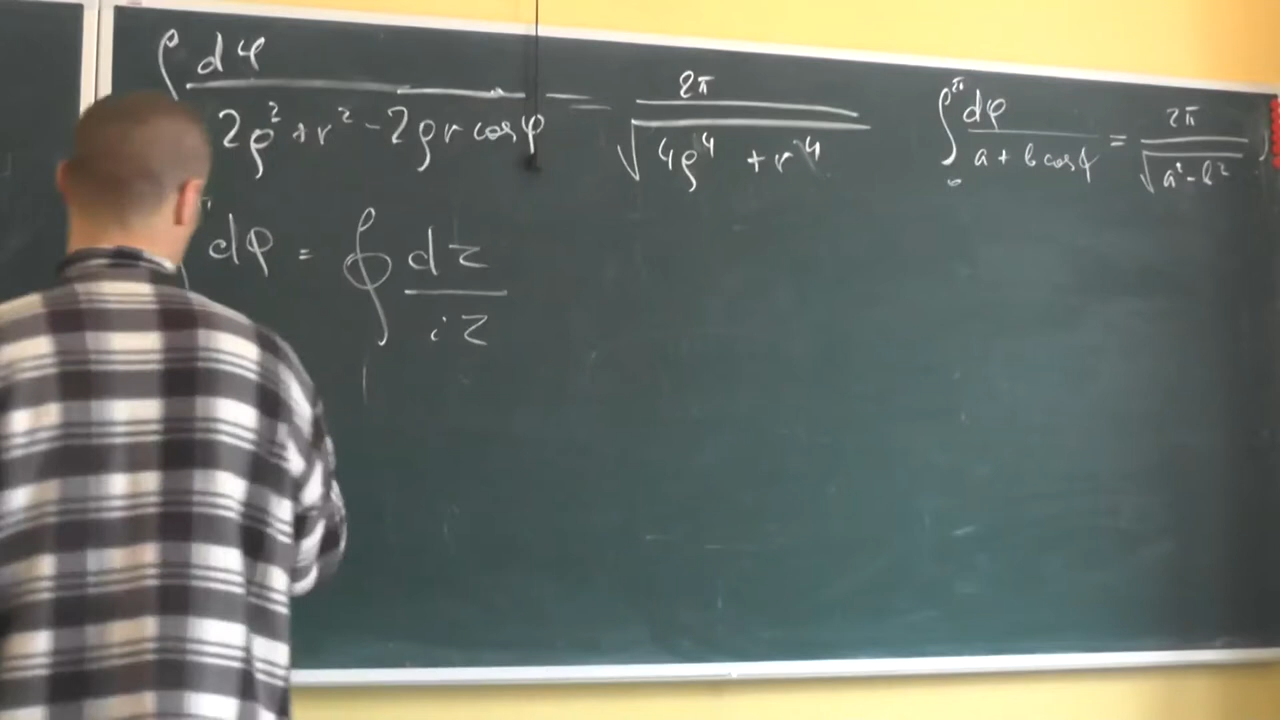 ∫ dφ / (2ρ² + r² - 2ρr cosφ) = 2π / √(4ρ⁴ + r⁴)
∫₀^{2π} dφ / (a + b cosφ) = 2π / √(a² - b²) ,
dφ = ∮ dz / iz